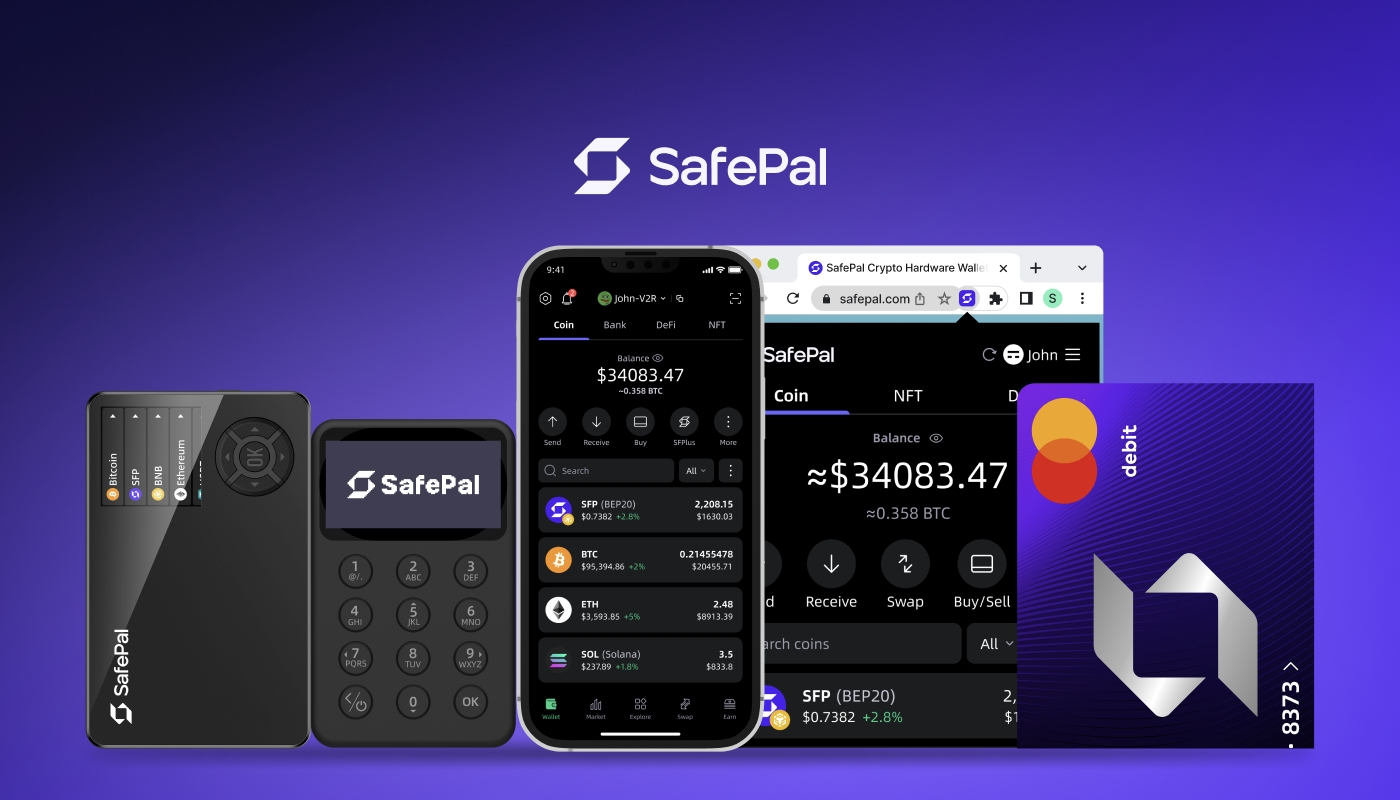 SafePal
Bitcoin
SFP
BNB
Ethereum
OK
SafePal
SafePal
1
@/.
2
ABC
3
DEF
4
GHI
5
JKL
6
MNO
7
PQRS
8
TUV
9
WXYZ
0
OK
9:41
2
John-V2R
Coin Bank DeFi NFT
Balance
$34083.47
≈0.358 BTC
Send Receive Buy SFPlus More
Search All
SFP (BEP20) 2,208.15
$0.7382 +2.8% $1630.03
BTC 0.21455478
$95,394.86 +2% $20455.71
ETH 2.48
$3,593.85 +5% $8913.39
SOL (Solana) 3.5
$237.89 +1.8% $833.8
Wallet Market Explore Swap Earn
SafePal Crypto Hardware Walle
safepal.com S
SafePal John
Coin NFT D
Balance
≈$34083.47
≈0.358 BTC
d Receive Swap Buy/Sell
arch coins All
SFP (BEP20) 2,
$0.7382 +2.8% $1
debit
· 8373